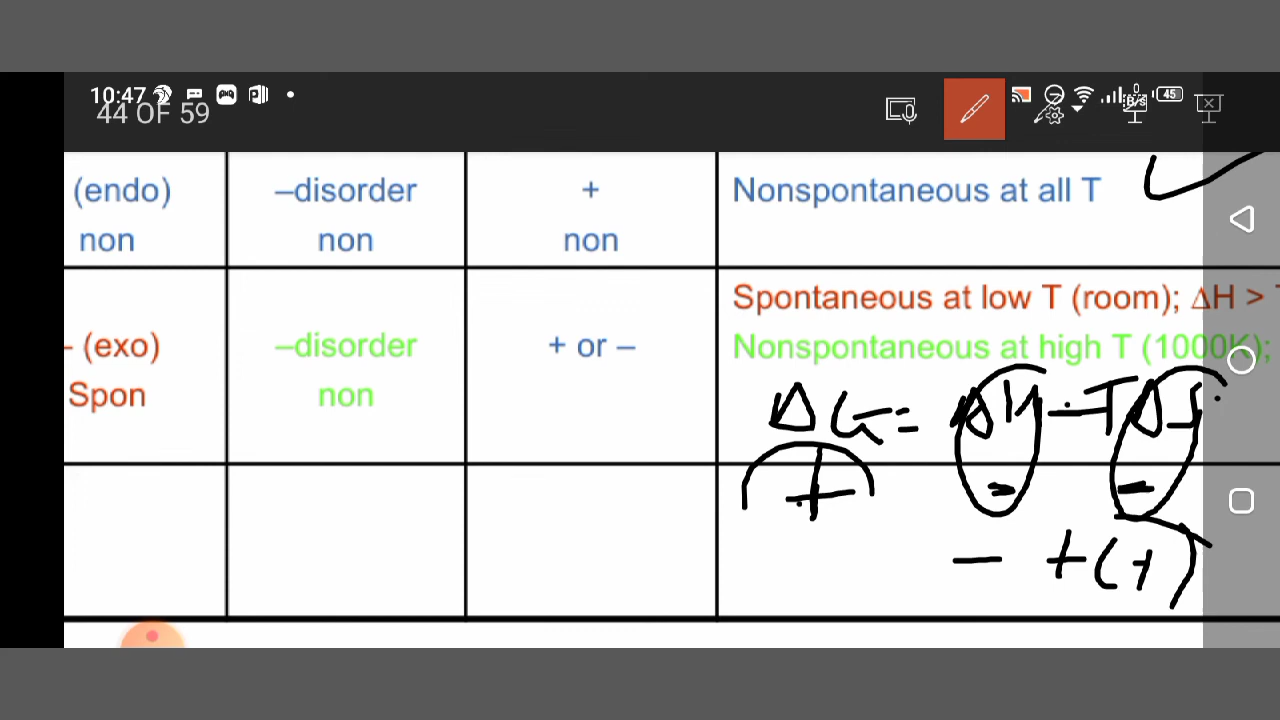 10:47
45
44 OF 59
(endo) –disorder + Nonspontaneous at all T
non non non
Spontaneous at low T (room); ΔH >
– (exo) –disorder + or – Nonspontaneous at high T (1000K);
Spon non
ΔG = ΔH – TΔS
+ – –
– + (+)